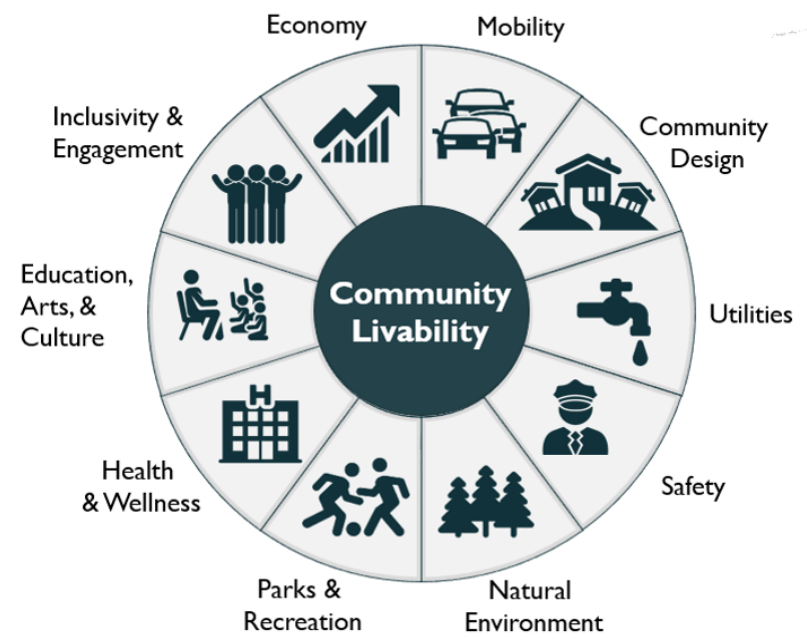 Economy
Mobility
Inclusivity &
Engagement
Community
Design
Education,
Arts, &
Culture
Community
Livability
Utilities
Health
& Wellness
H
Safety
Parks &
Recreation
Natural
Environment